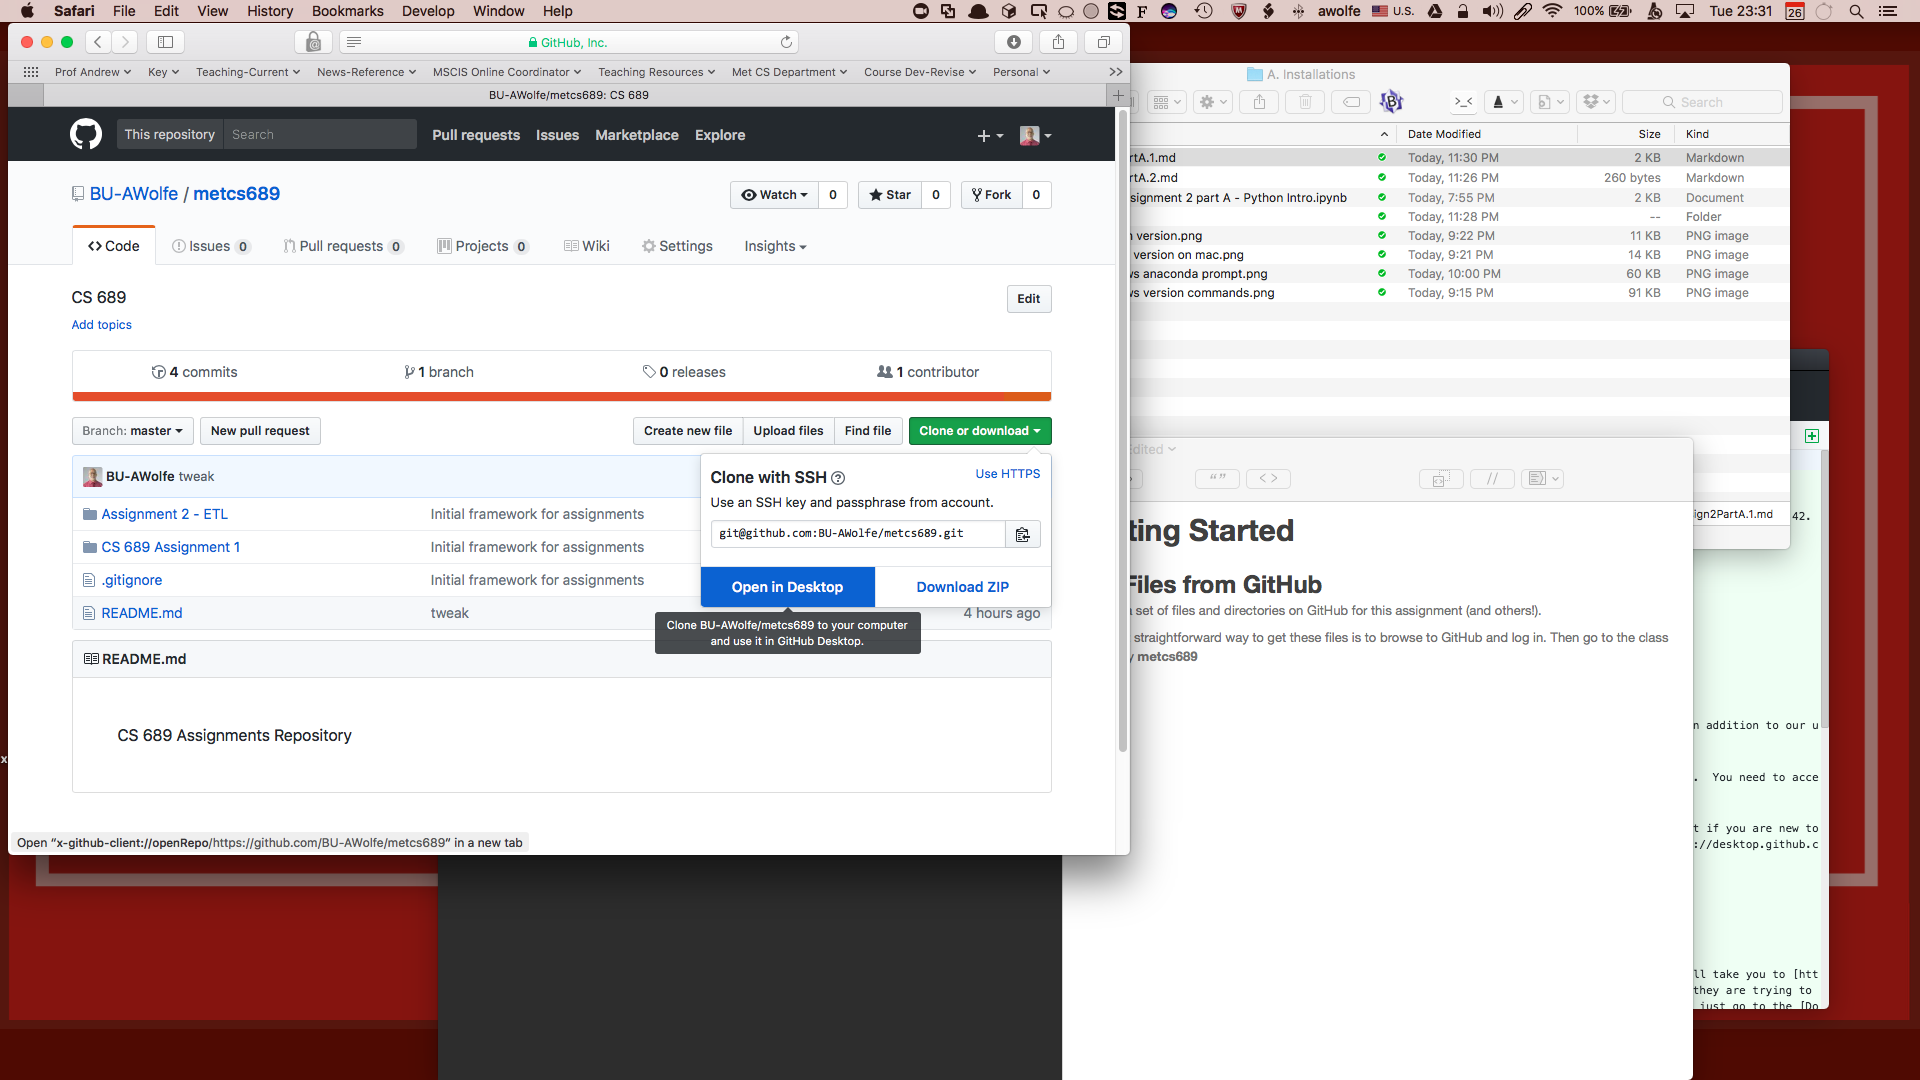 Safari File Edit View History Bookmarks Develop Window Help
awolfe U.S. 100% Tue 23:31 26
GitHub, Inc.
Prof Andrew Key Teaching-Current News-Reference MSCIS Online Coordinator Teaching Resources Met CS Department Course Dev-Revise Personal >>
BU-AWolfe/metcs689: CS 689
This repository Search Pull requests Issues Marketplace Explore
BU-AWolfe / metcs689
Watch 0 Star 0 Fork 0
Code Issues 0 Pull requests 0 Projects 0 Wiki Settings Insights
CS 689
Edit
Add topics
4 commits 1 branch 0 releases 1 contributor
Branch: master New pull request Create new file Upload files Find file Clone or download
BU-AWolfe tweak
Assignment 2 - ETL Initial framework for assignments
CS 689 Assignment 1 Initial framework for assignments
.gitignore Initial framework for assignments
README.md tweak 4 hours ago
Clone with SSH Use HTTPS
Use an SSH key and passphrase from account.
git@github.com:BU-AWolfe/metcs689.git
Open in Desktop Download ZIP
Clone BU-AWolfe/metcs689 to your computer
and use it in GitHub Desktop.
README.md
CS 689 Assignments Repository
Open “x-github-client://openRepo/https://github.com/BU-AWolfe/metcs689” in a new tab
A. Installations
Search
Date Modified Size Kind
rtA.1.md Today, 11:30 PM 2 KB Markdown
rtA.2.md Today, 11:26 PM 260 bytes Markdown
signment 2 part A - Python Intro.ipynb Today, 7:55 PM 2 KB Document
Today, 11:28 PM -- Folder
n version.png Today, 9:22 PM 11 KB PNG image
version on mac.png Today, 9:21 PM 14 KB PNG image
ws anaconda prompt.png Today, 10:00 PM 60 KB PNG image
ws version commands.png Today, 9:15 PM 91 KB PNG image
ign2PartA.1.md
dited
ting Started
Files from GitHub
a set of files and directories on GitHub for this assignment (and others!).
straightforward way to get these files is to browse to GitHub and log in. Then go to the class
y metcs689
42.
n addition to our u
. You need to acce
t if you are new to
://desktop.github.c
ll take you to [htt
they are trying to
just go to the [Do
x